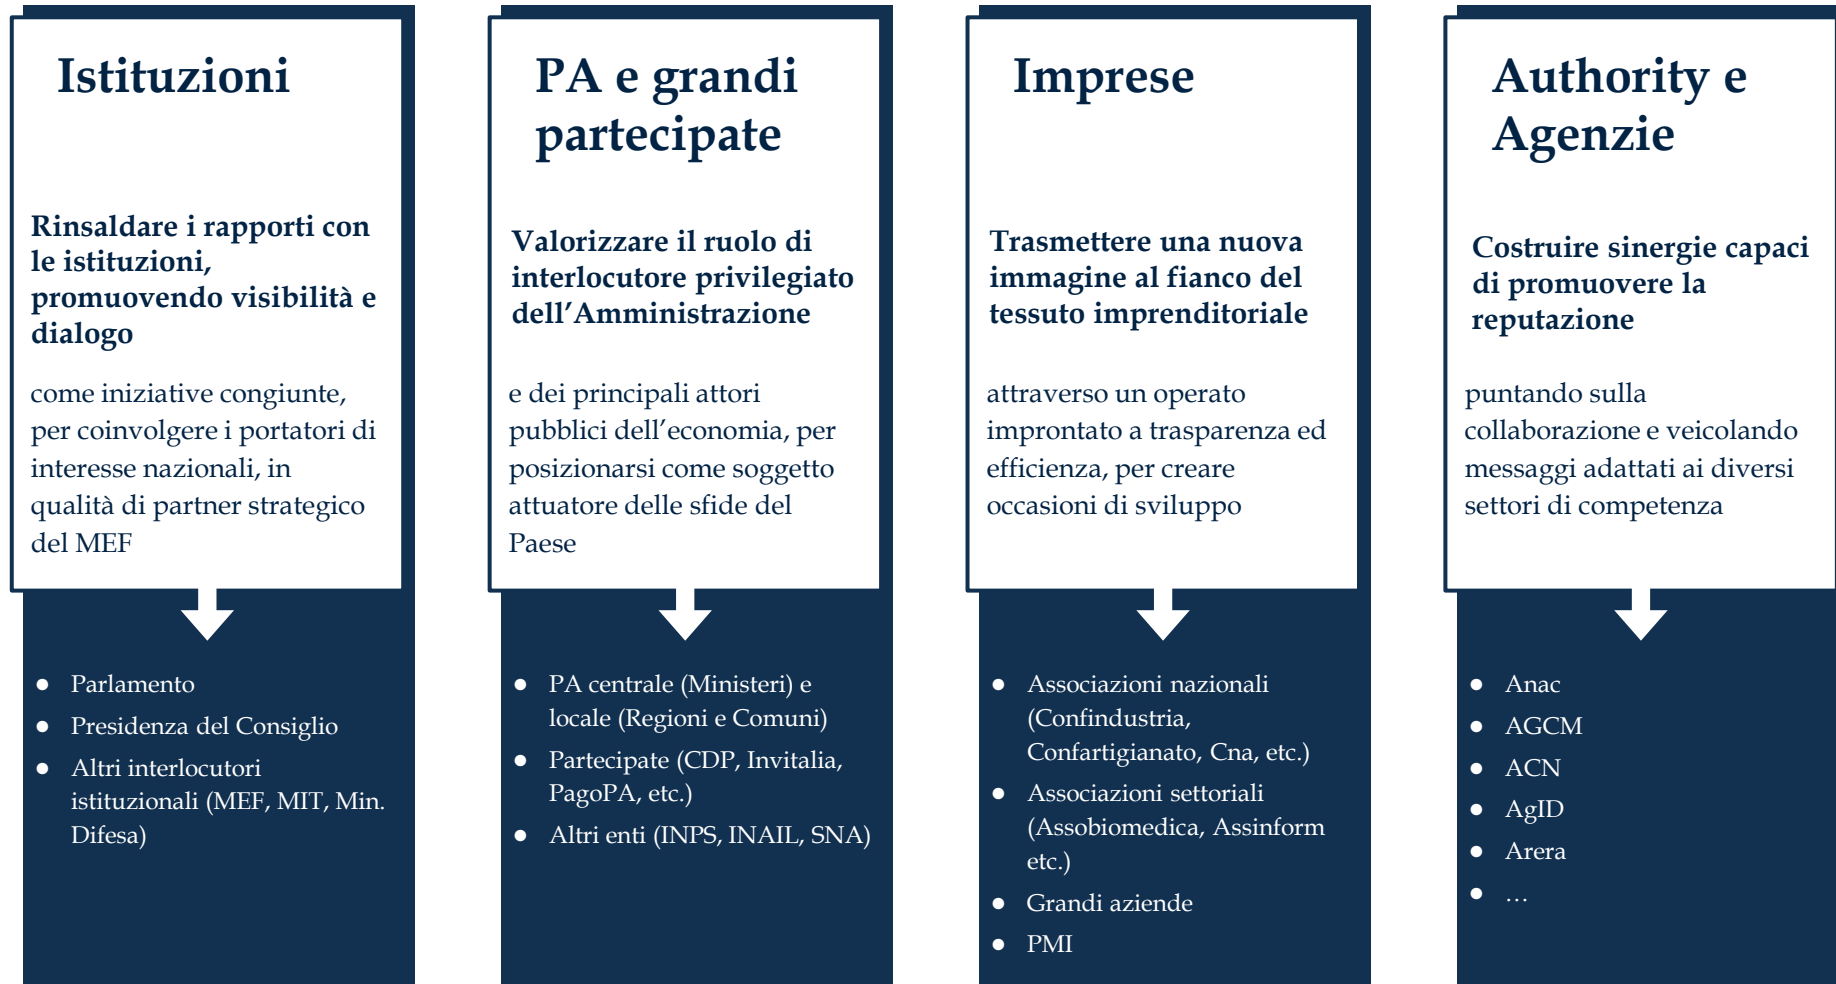 Istituzioni
Rinsaldare i rapporti con
le istituzioni,
promuovendo visibilità e
dialogo
come iniziative congiunte,
per coinvolgere i portatori di
interesse nazionali, in
qualità di partner strategico
del MEF
● Parlamento
● Presidenza del Consiglio
● Altri interlocutori
istituzionali (MEF, MIT, Min.
Difesa)
PA e grandi
partecipate
Valorizzare il ruolo di
interlocutore privilegiato
dell’Amministrazione
e dei principali attori
pubblici dell’economia, per
posizionarsi come soggetto
attuatore delle sfide del
Paese
● PA centrale (Ministeri) e
locale (Regioni e Comuni)
● Partecipate (CDP, Invitalia,
PagoPA, etc.)
● Altri enti (INPS, INAIL, SNA)
Imprese
Trasmettere una nuova
immagine al fianco del
tessuto imprenditoriale
attraverso un operato
improntato a trasparenza ed
efficienza, per creare
occasioni di sviluppo
● Associazioni nazionali
(Confindustria,
Confartigianato, Cna, etc.)
● Associazioni settoriali
(Assobiomedica, Assinform
etc.)
● Grandi aziende
● PMI
Authority e
Agenzie
Costruire sinergie capaci
di promuovere la
reputazione
puntando sulla
collaborazione e veicolando
messaggi adattati ai diversi
settori di competenza
● Anac
● AGCM
● ACN
● AgID
● Arera
● …